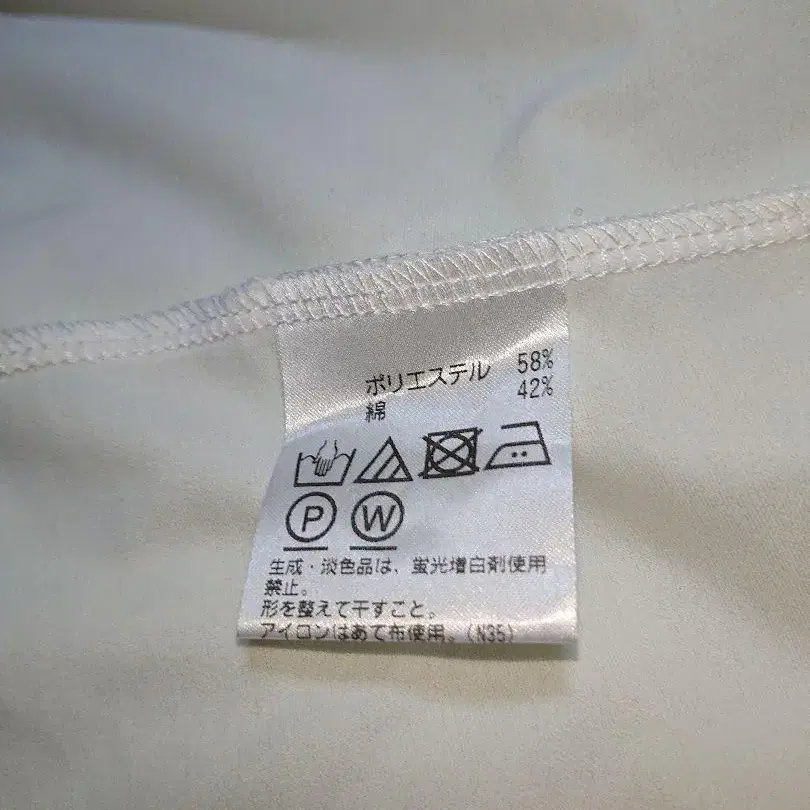 ポリエステル 58%
綿 42%
P W
生成・淡色品は、蛍光増白剤使用
禁止。
形を整えて干すこと。
アイロンはあて布使用。(N35)